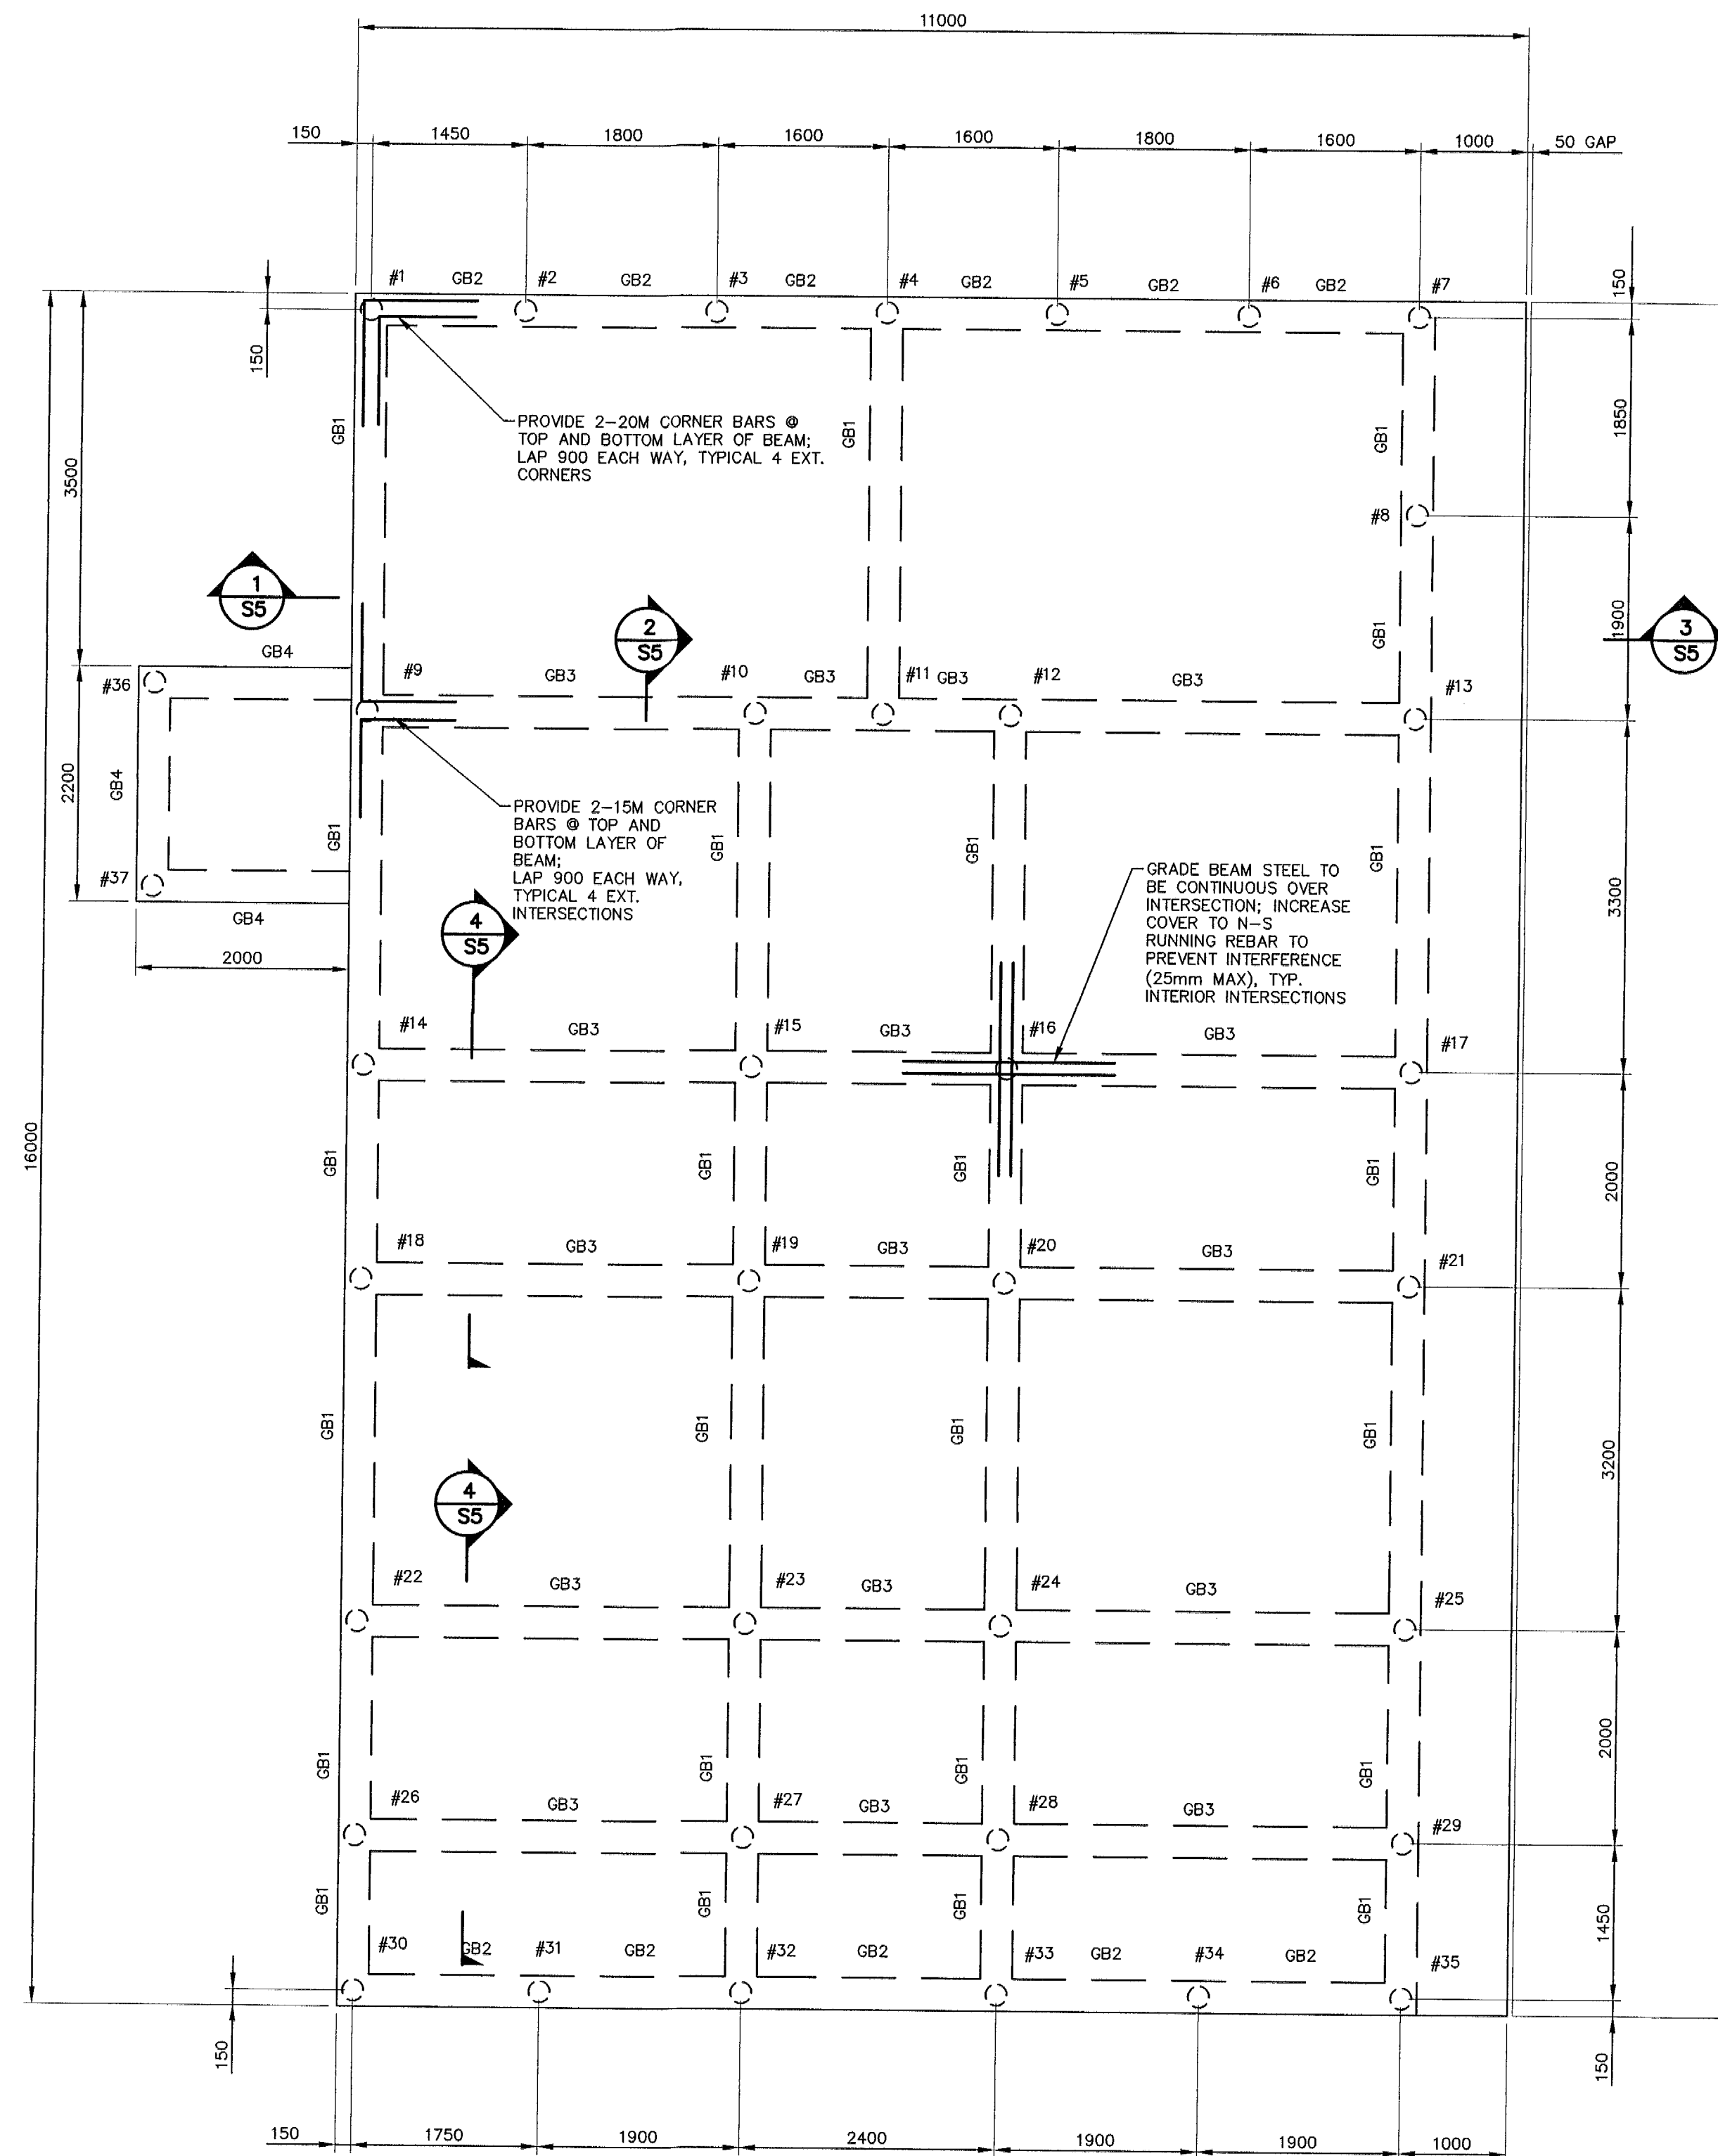 11000
150 1450 1800 1600 1600 1800 1600 1000 50 GAP
#1 GB2 #2 GB2 #3 GB2 #4 GB2 #5 GB2 #6 GB2 #7
150
150
PROVIDE 2-20M CORNER BARS @
TOP AND BOTTOM LAYER OF BEAM;
LAP 900 EACH WAY, TYPICAL 4 EXT.
CORNERS
GB1 GB1 GB1
1850
3500
#8
1
S5
2
S5
3
S5
1900
GB1
GB4
#36 #9 GB3 #10 GB3 #11 GB3 #12 GB3 #13
2200
GB4
PROVIDE 2-15M CORNER
BARS @ TOP AND
BOTTOM LAYER OF
BEAM;
LAP 900 EACH WAY,
TYPICAL 4 EXT.
INTERSECTIONS
GB1 GB1 GB1 GB1
#37
GB4
2000
4
S5
GRADE BEAM STEEL TO
BE CONTINUOUS OVER
INTERSECTION; INCREASE
COVER TO N-S
RUNNING REBAR TO
PREVENT INTERFERENCE
(25mm MAX), TYP.
INTERIOR INTERSECTIONS
3300
#14 GB3 #15 GB3 #16 GB3 #17
16000
GB1 GB1 GB1 GB1
2000
#18 GB3 #19 GB3 #20 GB3 #21
GB1 GB1 GB1 GB1
3200
4
S5
#22 GB3 #23 GB3 #24 GB3 #25
GB1 GB1 GB1 GB1
2000
#26 GB3 #27 GB3 #28 GB3 #29
GB1 GB1 GB1 GB1
1450
#30 GB2 #31 GB2 #32 GB2 #33 GB2 #34 GB2 #35
150
150
150 1750 1900 2400 1900 1900 1000